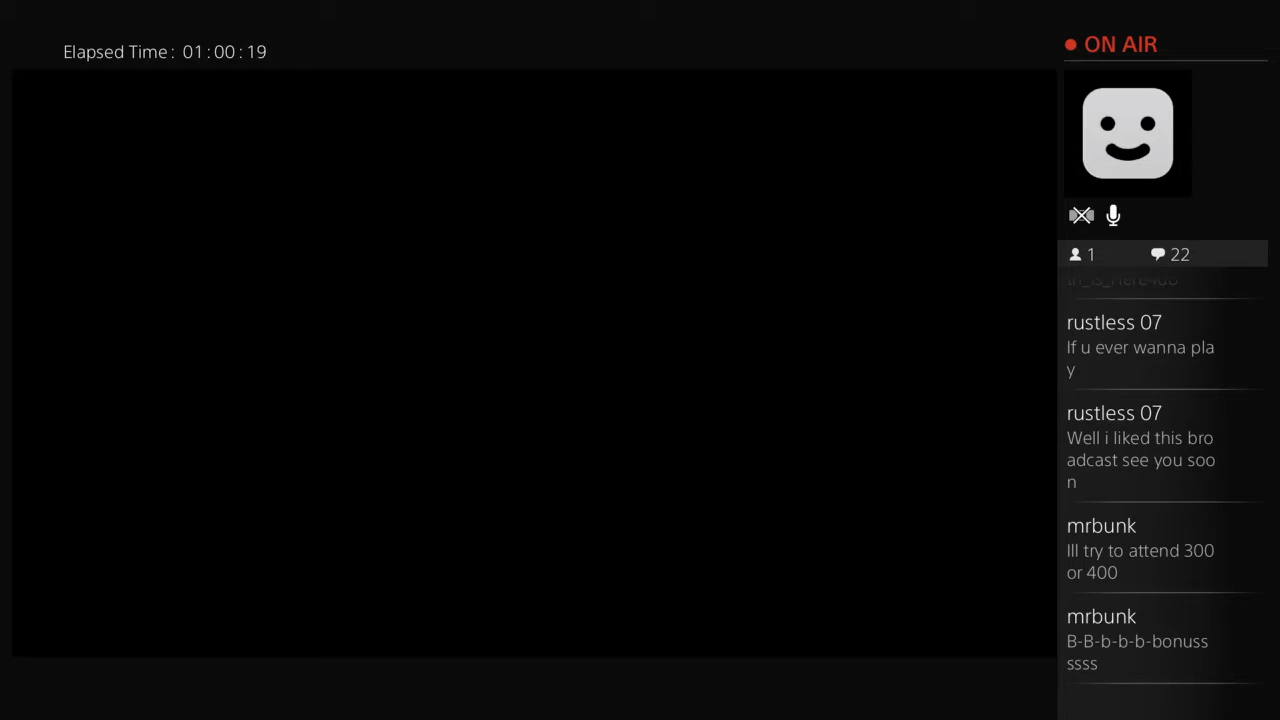 Elapsed Time: 01:00:19
ON AIR
1
22
rustless 07
If u ever wanna pla
y
rustless 07
Well i liked this bro
adcast see you soo
n
mrbunk
Ill try to attend 300
or 400
mrbunk
B-B-b-b-b-bonuss
ssss